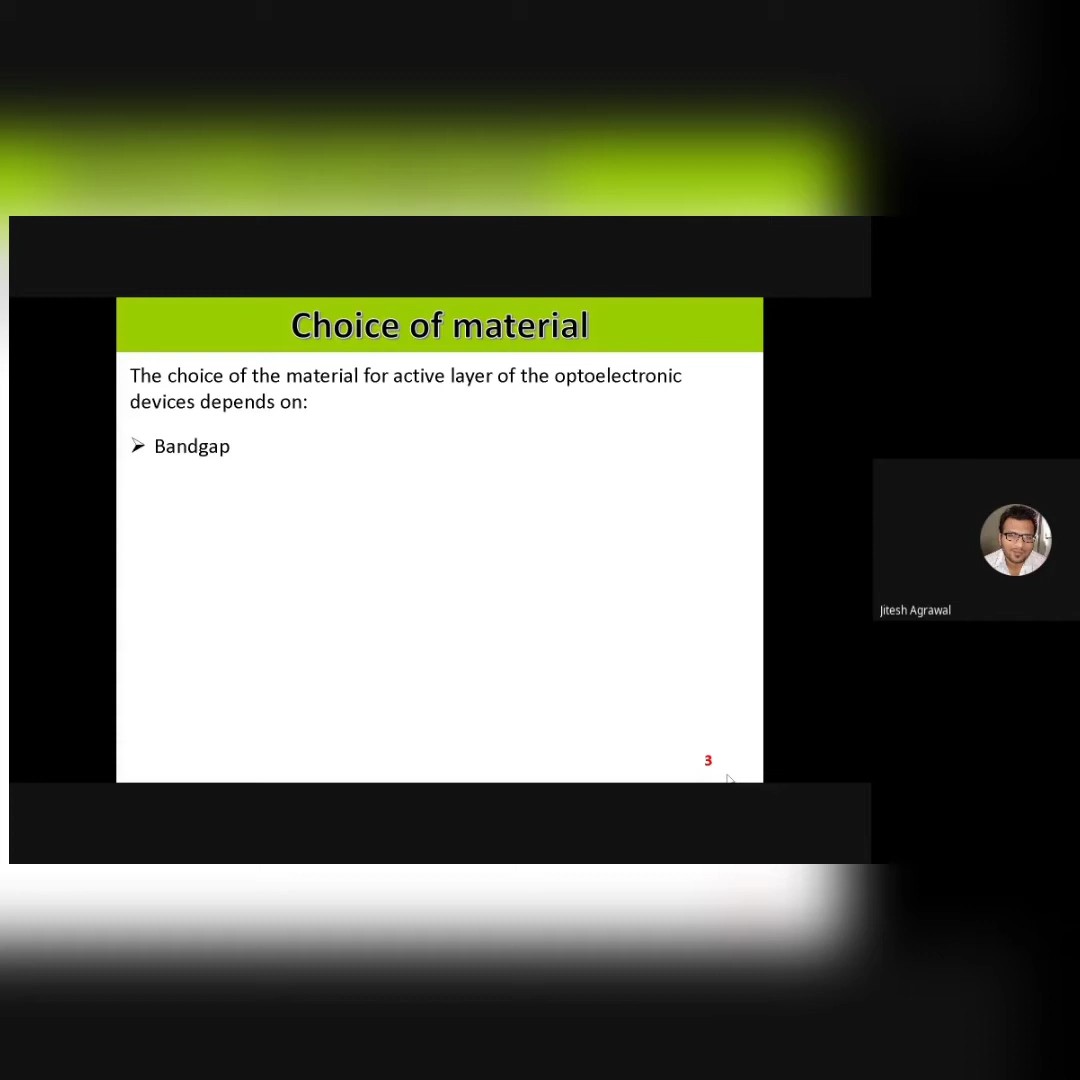 Choice of material
The choice of the material for active layer of the optoelectronic
devices depends on:
➢ Bandgap
3
Jitesh Agrawal